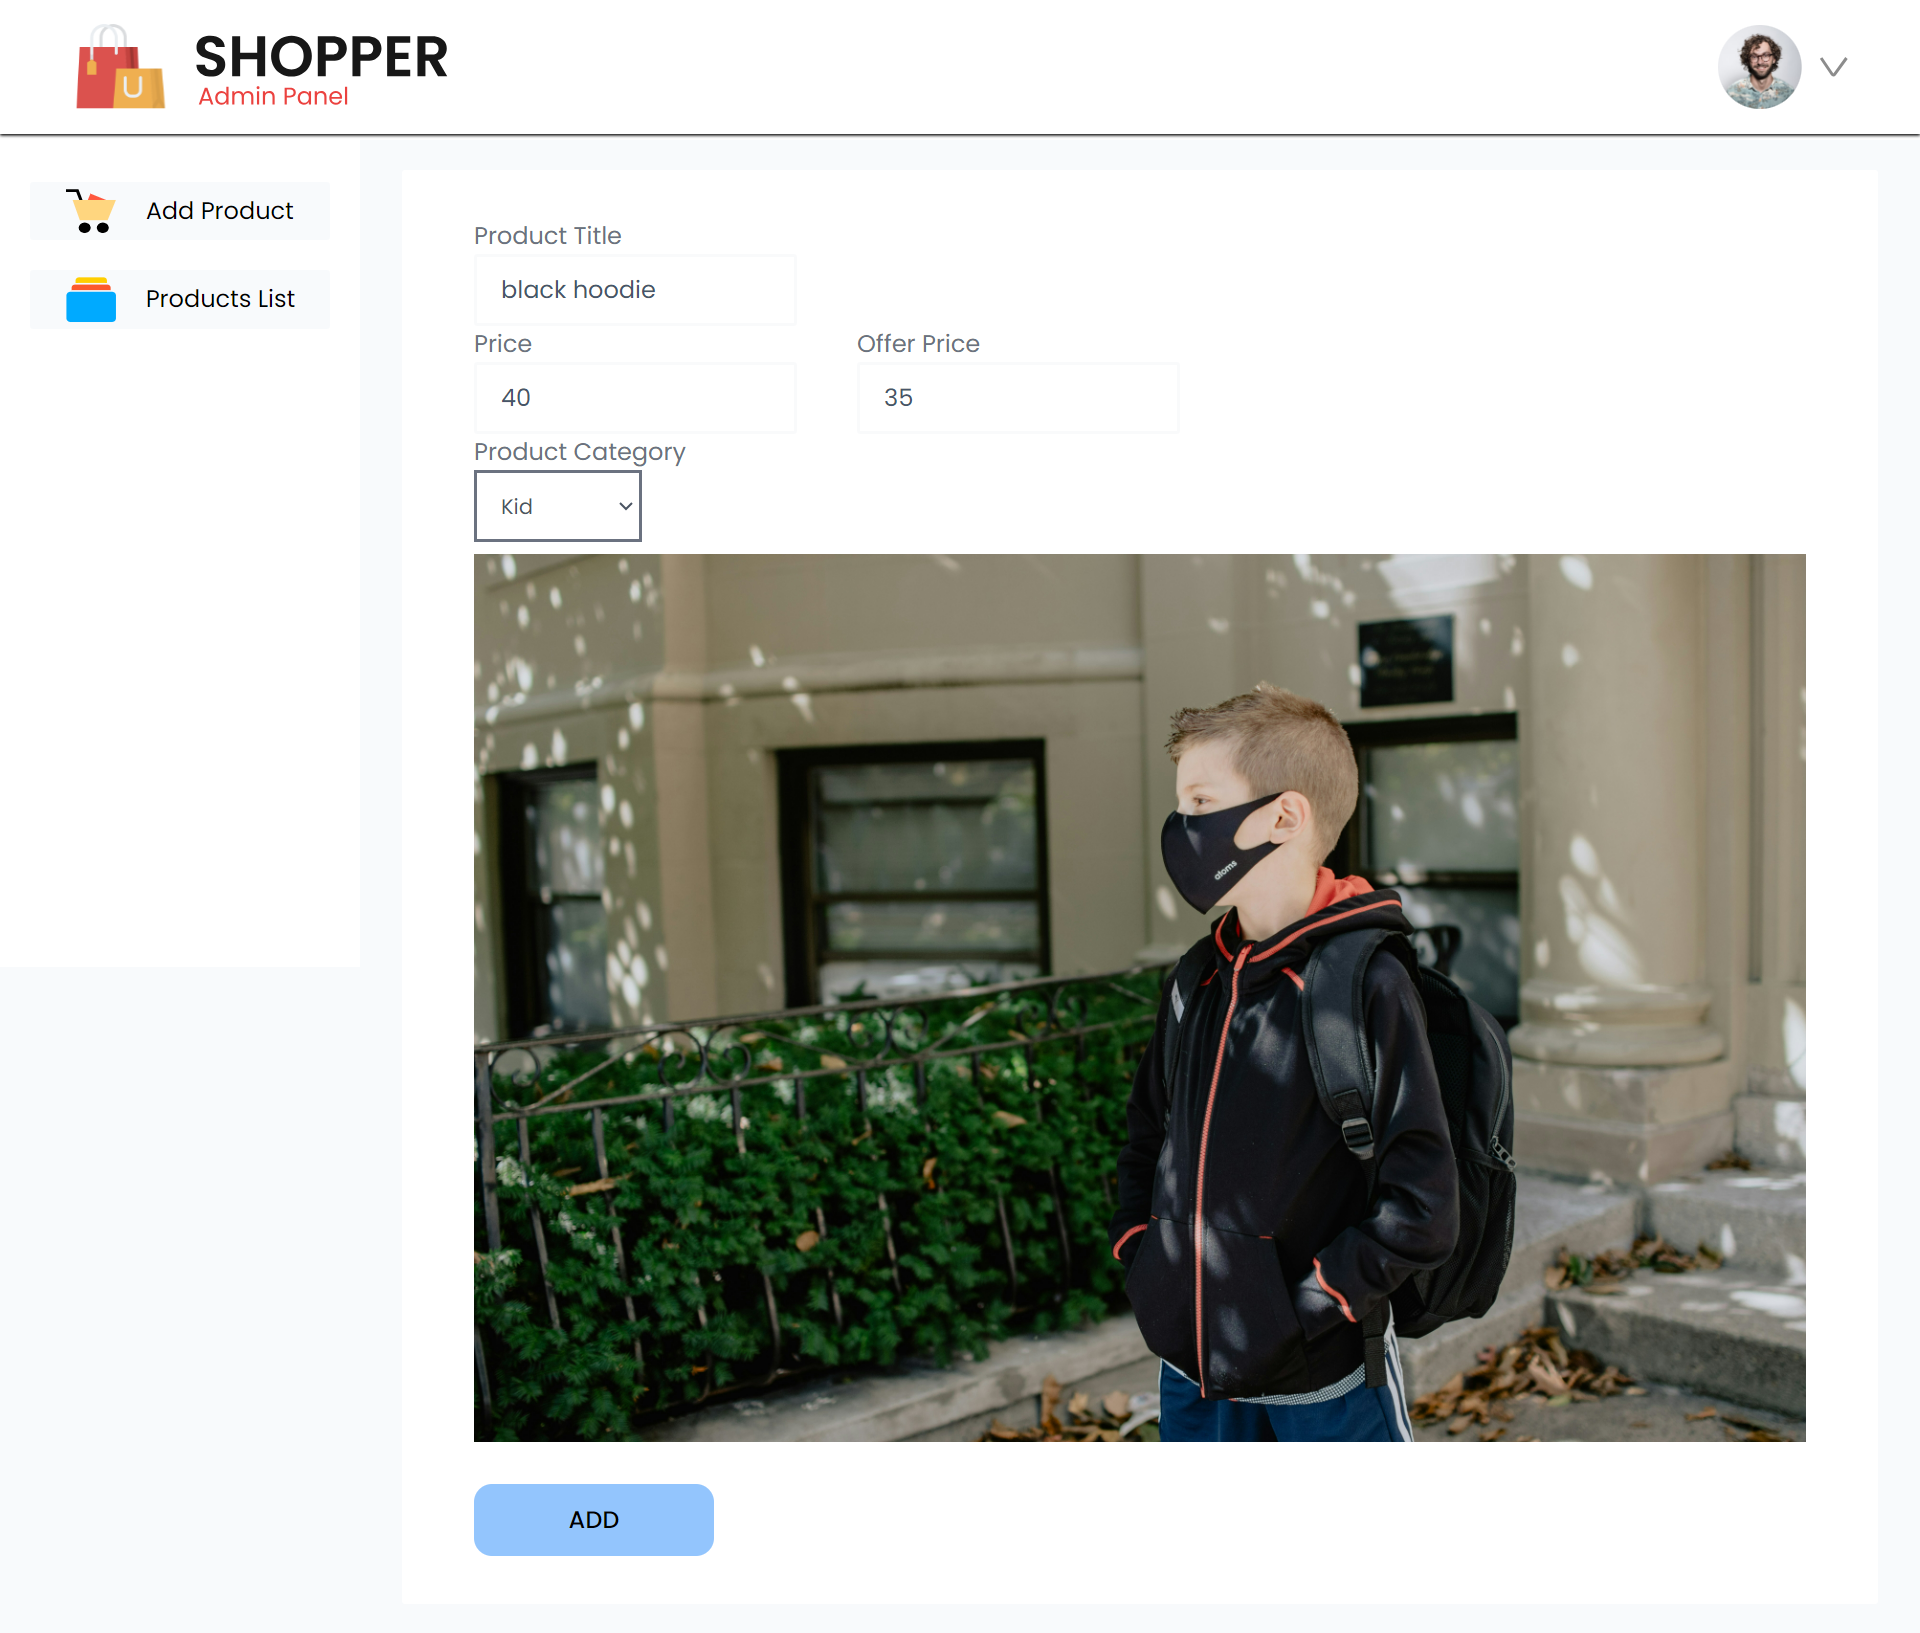 SHOPPER
Admin Panel
U
Add Product
Products List
Product Title
black hoodie
Price
Offer Price
40
35
Product Category
Kid
atoms
ADD